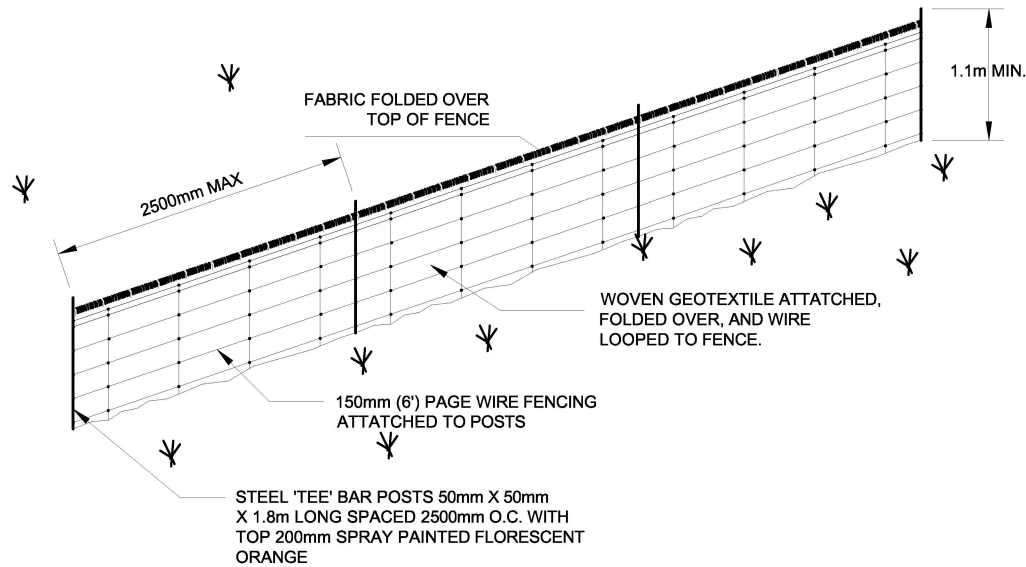 1.1m MIN.
FABRIC FOLDED OVER
TOP OF FENCE
2500mm MAX
WOVEN GEOTEXTILE ATTATCHED,
FOLDED OVER, AND WIRE
LOOPED TO FENCE.
150mm (6') PAGE WIRE FENCING
ATTATCHED TO POSTS
STEEL 'TEE' BAR POSTS 50mm X 50mm
X 1.8m LONG SPACED 2500mm O.C. WITH
TOP 200mm SPRAY PAINTED FLORESCENT
ORANGE